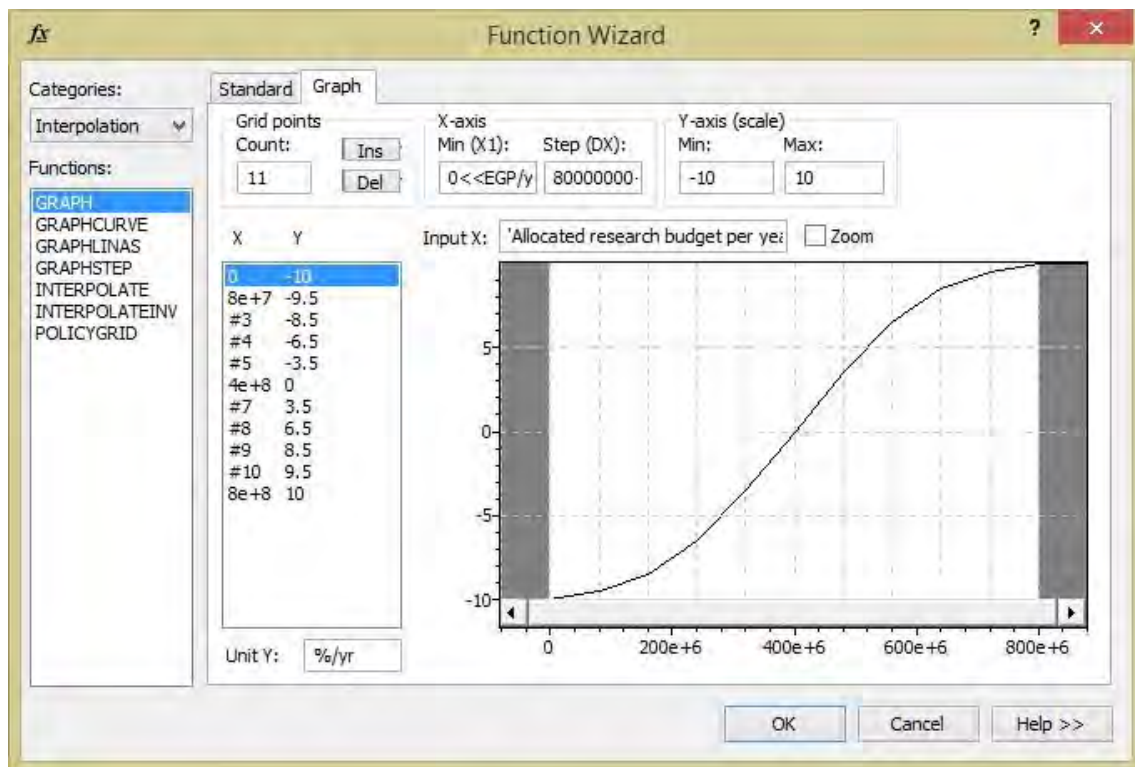 fx
Function Wizard
?
×
Categories:
Interpolation
Functions:
GRAPH
GRAPHCURVE
GRAPHLINAS
GRAPHSTEP
INTERPOLATE
INTERPOLATEINV
POLICYGRID
Standard
Graph
Grid points
Count:
11
Ins
Del
X-axis
Min (X1):
Step (DX):
0<<EGP/y
80000000
Y-axis (scale)
Min:
Max:
-10
10
X Y
Input X:
'Allocated research budget per yea
Zoom
0 -10
8e+7 -9.5
#3 -8.5
#4 -6.5
#5 -3.5
4e+8 0
#7 3.5
#8 6.5
#9 8.5
#10 9.5
8e+8 10
5
0
-5
-10
0 200e+6 400e+6 600e+6 800e+6
Unit Y:
%/yr
OK
Cancel
Help >>